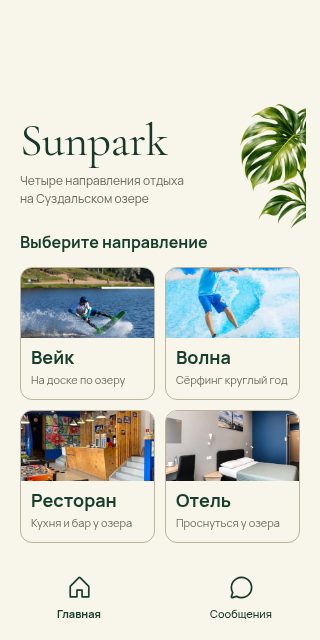 Sunpark
Четыре направления отдыха
на Суздальском озере
Выберите направление
Вейк
На доске по озеру
Волна
Сёрфинг круглый год
Ресторан
Кухня и бар у озера
Отель
Проснуться у озера
Главная
Сообщения